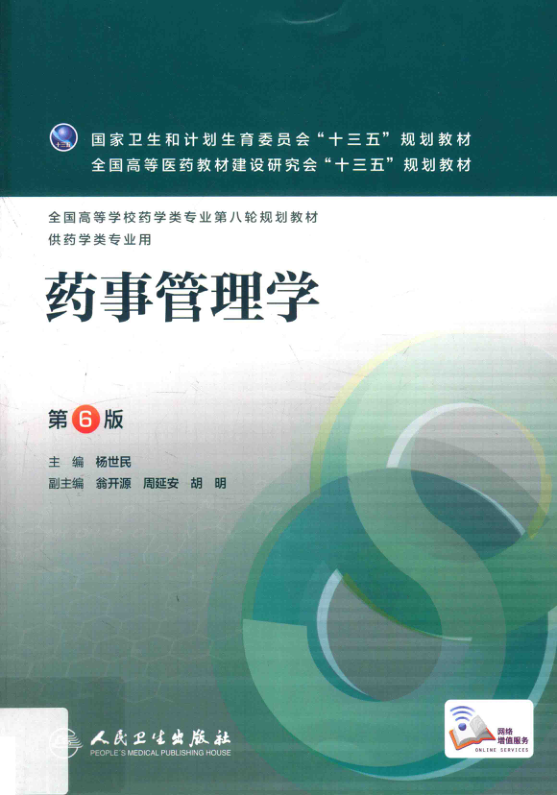 十三五
国家卫生和计划生育委员会“十三五”规划教材
全国高等医药教材建设研究会“十三五”规划教材
全国高等学校药学类专业第八轮规划教材
供药学类专业用
药事管理学
第6版
主 编 杨世民
副主编 翁开源 周延安 胡 明
人民卫生出版社
PEOPLE'S MEDICAL PUBLISHING HOUSE
网络
增值服务
ONLINE SERVICES